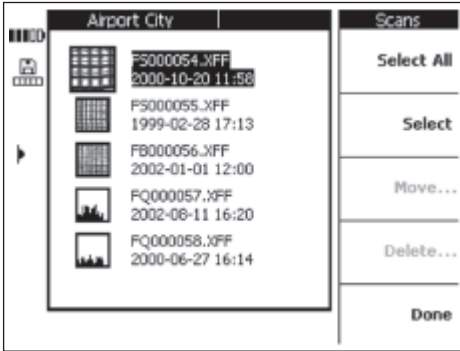 Airport City
Scans
FS000054.XFF
2000-10-20 11:58
FS000055.XFF
1999-02-28 17:13
FB000056.XFF
2002-01-01 12:00
FQ000057.XFF
2002-08-11 16:20
FQ000058.XFF
2000-06-27 16:14
Select All
Select
Move...
Delete...
Done